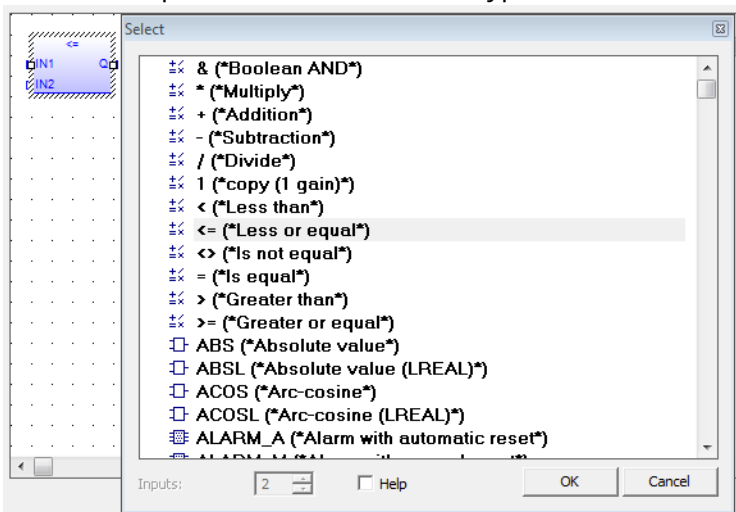 Select
<=
IN1 Q
IN2
& (*Boolean AND*)
* (*Multiply*)
+ (*Addition*)
- (*Subtraction*)
/ (*Divide*)
1 (*copy (1 gain)*)
< (*Less than*)
<= (*Less or equal*)
<> (*Is not equal*)
= (*Is equal*)
> (*Greater than*)
>= (*Greater or equal*)
ABS (*Absolute value*)
ABSL (*Absolute value (LREAL)*)
ACOS (*Arc-cosine*)
ACOSL (*Arc-cosine (LREAL)*)
ALARM_A (*Alarm with automatic reset*)
Inputs: 2 Help OK Cancel